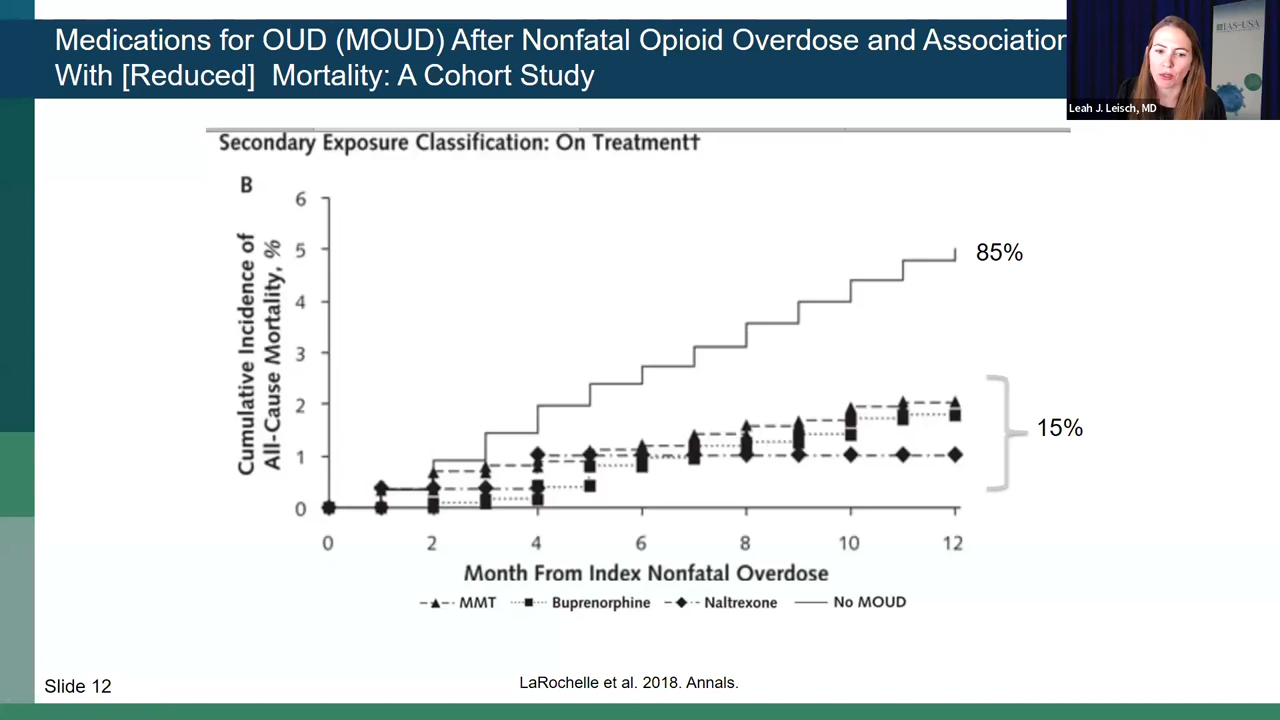 Medications for OUD (MOUD) After Nonfatal Opioid Overdose and Association
With [Reduced] Mortality: A Cohort Study
IAS–USA
Leah J. Leisch, MD
Secondary Exposure Classification: On Treatment†
B
Cumulative Incidence of
All-Cause Mortality, %
6
5
4
3
2
1
0
85%
15%
0 2 4 6 8 10 12
Month From Index Nonfatal Overdose
MMT Buprenorphine Naltrexone No MOUD
LaRochelle et al. 2018. Annals.
Slide 12